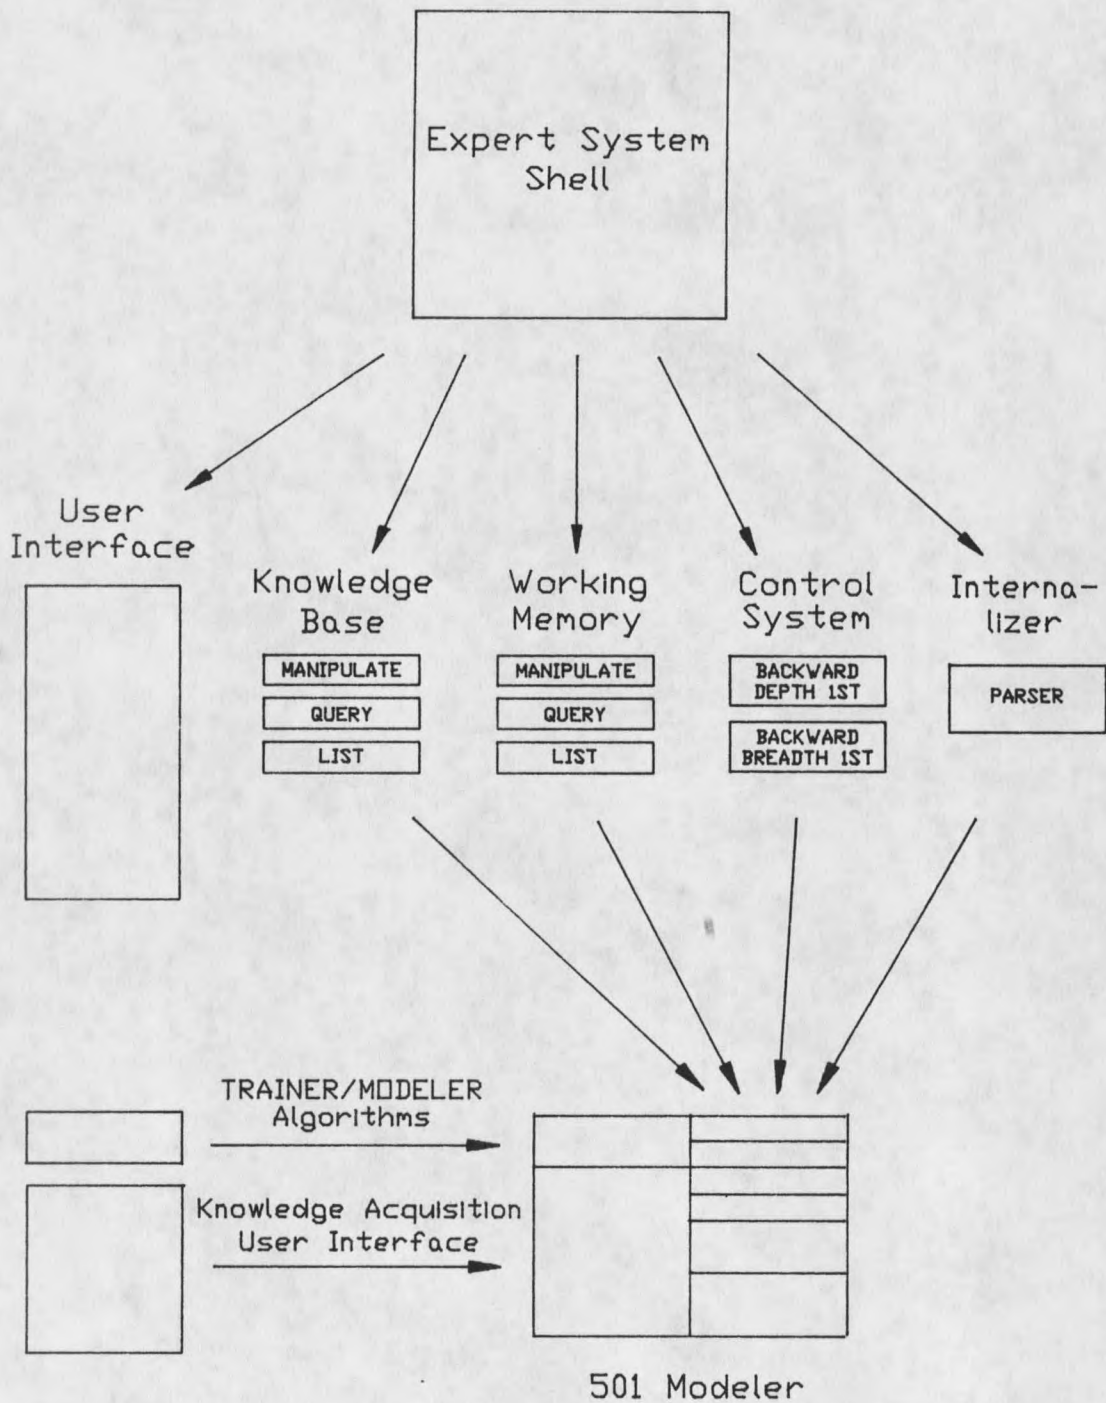 Expert System
Shell
User
Interface
Knowledge
Base
MANIPULATE
QUERY
LIST
Working
Memory
MANIPULATE
QUERY
LIST
Control
System
BACKWARD
DEPTH 1ST
BACKWARD
BREADTH 1ST
Interna-
lizer
PARSER
TRAINER/MODELER
Algorithms
Knowledge Acquisition
User Interface
501 Modeler